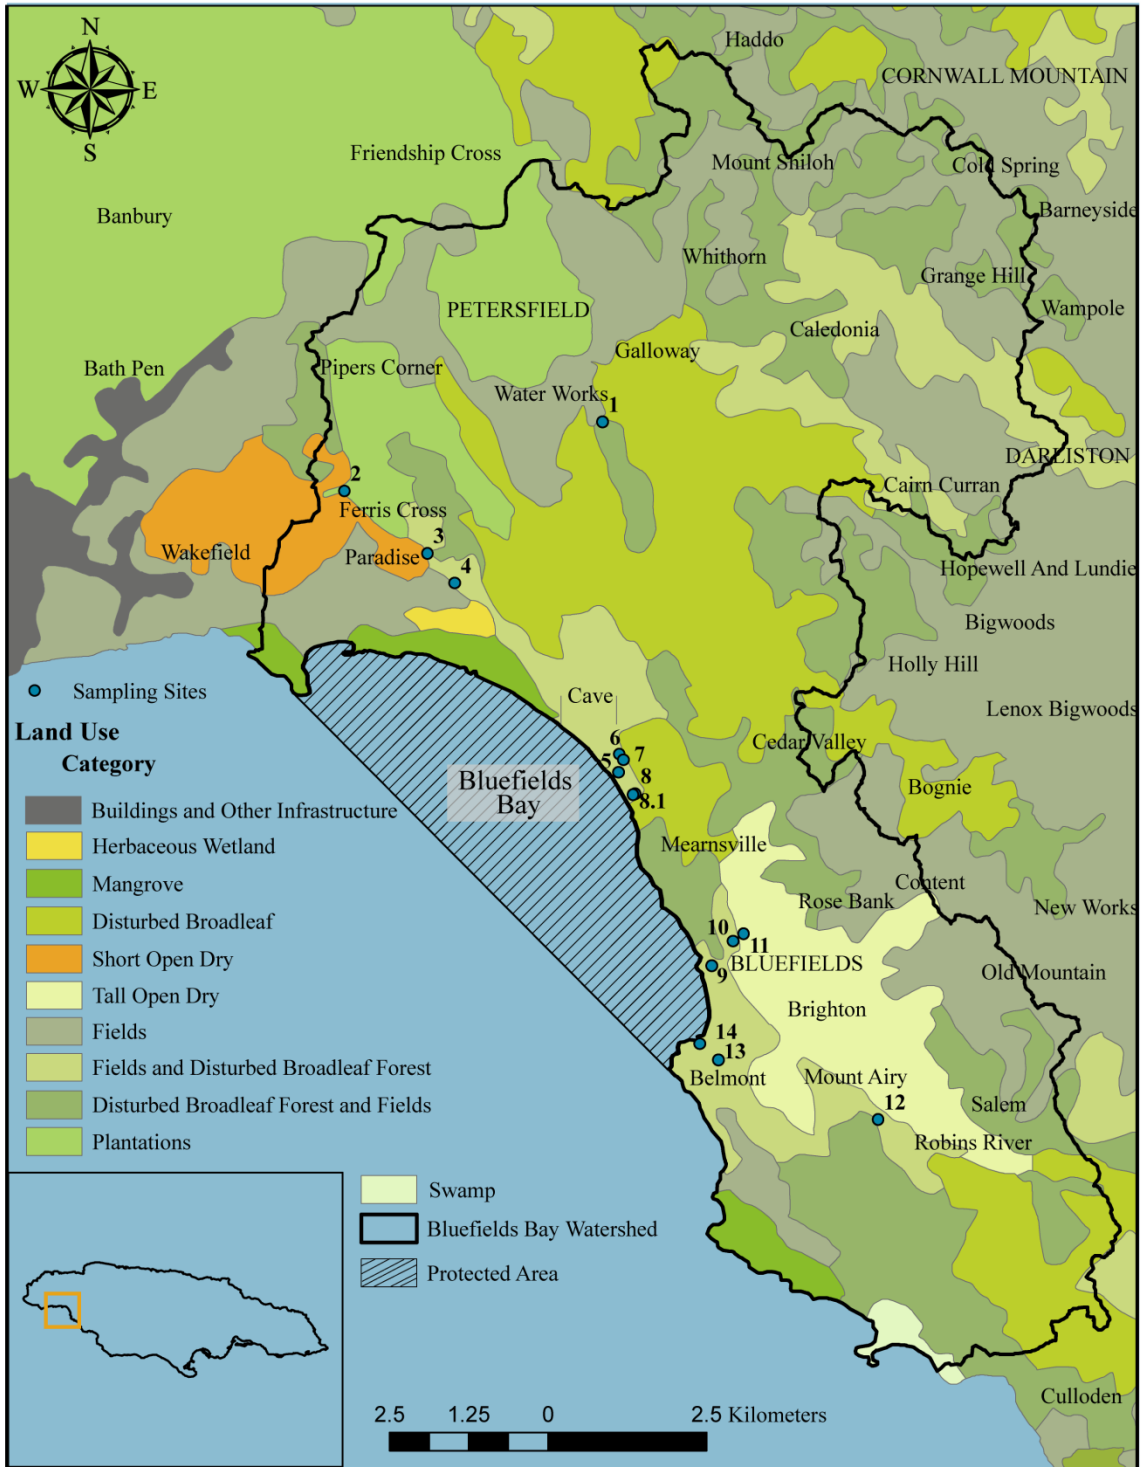 N
Haddo
CORNWALL MOUNTAIN
W
E
S
Friendship Cross
Mount Shiloh
Cold Spring
Banbury
Barneyside
Whithorn
Grange Hill
PETERSFIELD
Wampole
Caledonia
Galloway
Bath Pen
Pipers Corner
Water Works
1
DARLISTON
Cairn Curran
2
Ferris Cross
Wakefield
Paradise
3
4
Hopewell And Lundie
Bigwoods
Holly Hill
Sampling Sites
Cave
Lenox Bigwoods
Land Use
Category
6
7
5
8
8.1
Cedar Valley
Bluefields
Bay
Bognie
Buildings and Other Infrastructure
Herbaceous Wetland
Mearnsville
Mangrove
Content
Rose Bank
New Works
Disturbed Broadleaf
10
11
Short Open Dry
9
BLUEFIELDS
Old Mountain
Tall Open Dry
Brighton
Fields
14
13
Fields and Disturbed Broadleaf Forest
Belmont
Mount Airy
12
Salem
Disturbed Broadleaf Forest and Fields
Plantations
Robins River
Swamp
Bluefields Bay Watershed
Protected Area
Culloden
2.5 1.25 0 2.5 Kilometers